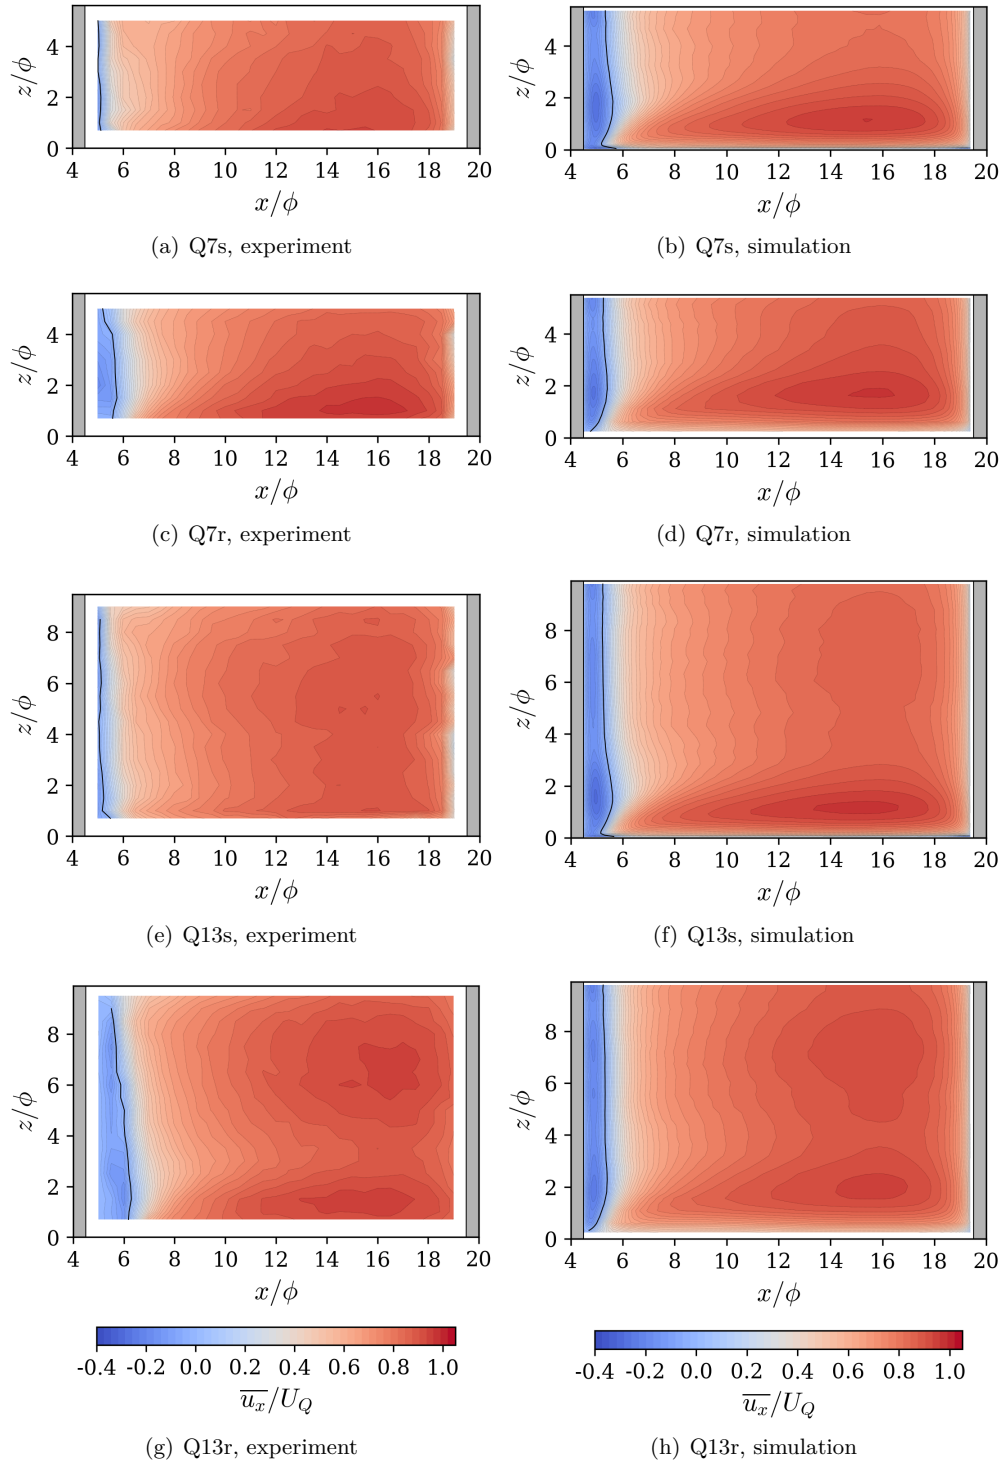 z/ϕ
4
2
0
4 6 8 10 12 14 16 18 20
x/ϕ
(a) Q7s, experiment
z/ϕ
4
2
0
4 6 8 10 12 14 16 18 20
x/ϕ
(b) Q7s, simulation
z/ϕ
4
2
0
4 6 8 10 12 14 16 18 20
x/ϕ
(c) Q7r, experiment
z/ϕ
4
2
0
4 6 8 10 12 14 16 18 20
x/ϕ
(d) Q7r, simulation
z/ϕ
8
6
4
2
0
4 6 8 10 12 14 16 18 20
x/ϕ
(e) Q13s, experiment
z/ϕ
8
6
4
2
0
4 6 8 10 12 14 16 18 20
x/ϕ
(f) Q13s, simulation
z/ϕ
8
6
4
2
0
4 6 8 10 12 14 16 18 20
x/ϕ
-0.4 -0.2 0.0 0.2 0.4 0.6 0.8 1.0
u̅_x̅/U_Q
(g) Q13r, experiment
z/ϕ
8
6
4
2
0
4 6 8 10 12 14 16 18 20
x/ϕ
-0.4 -0.2 0.0 0.2 0.4 0.6 0.8 1.0
u̅_x̅/U_Q
(h) Q13r, simulation